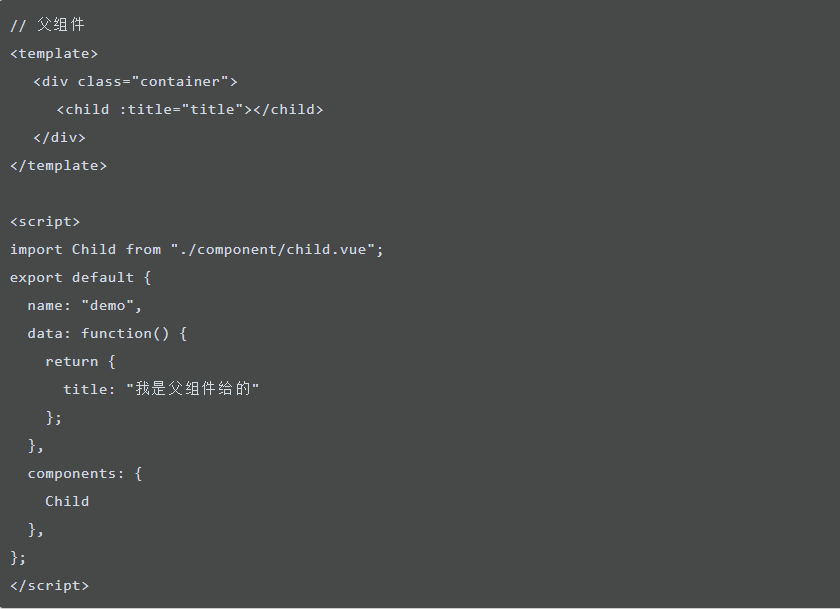 // 父组件
<template>
   <div class="container">
      <child :title="title"></child>
   </div>
</template>

<script>
import Child from "./component/child.vue";
export default {
  name: "demo",
  data: function() {
    return {
      title: "我是父组件给的"
    };
  },
  components: {
    Child
  },
};
</script>